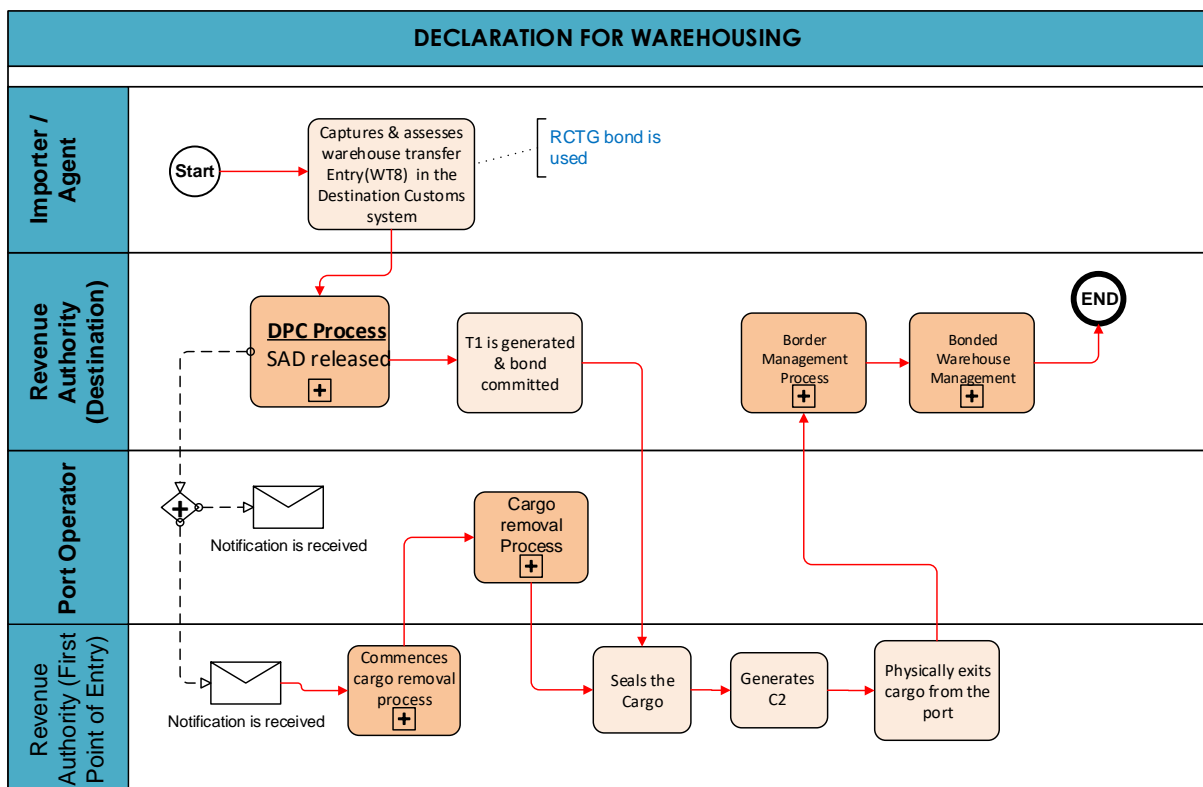 DECLARATION FOR WAREHOUSING
Importer /
Agent
Start
Captures & assesses
warehouse transfer
Entry(WT8) in the
Destination Customs
system
RCTG bond is
used
Revenue
Authority
(Destination)
DPC Process
SAD released
T1 is generated
& bond
committed
Border
Management
Process
Bonded
Warehouse
Management
END
Port Operator
Notification is received
Cargo
removal
Process
Revenue
Authority (First
Point of Entry)
Notification is received
Commences
cargo removal
process
Seals the
Cargo
Generates
C2
Physically exits
cargo from the
port